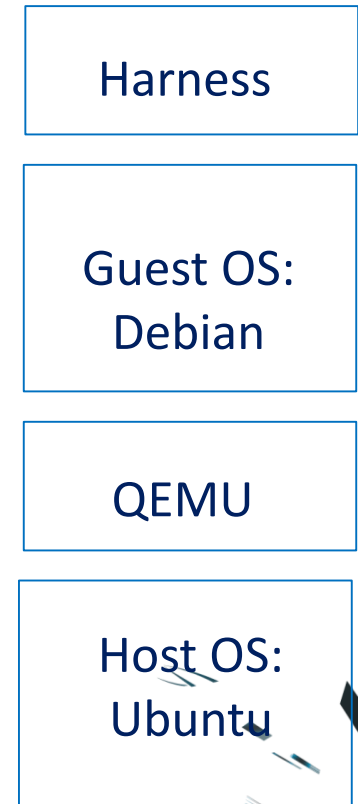 Harness
Guest OS:
Debian
QEMU
Host OS:
Ubuntu